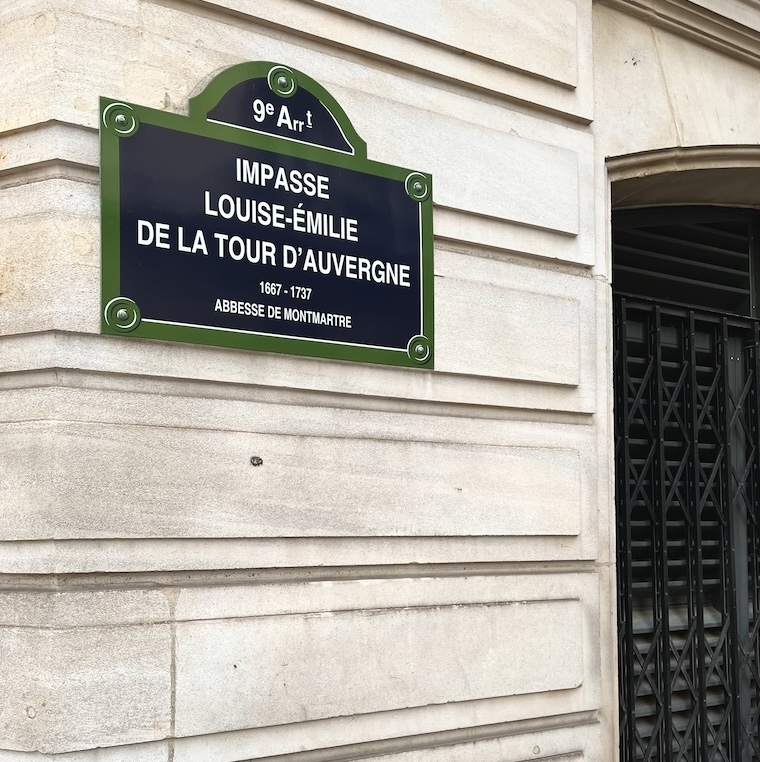 9e Arrt
IMPASSE
LOUISE-ÉMILIE
DE LA TOUR D'AUVERGNE
1667 - 1737
ABBESSE DE MONTMARTRE